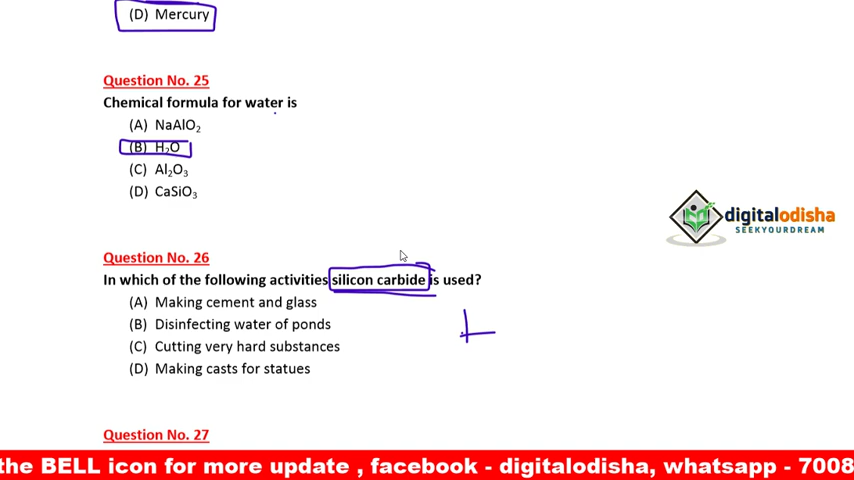 (D) Mercury
Question No. 25
Chemical formula for water is
(A) NaAlO₂
(B) H₂O
(C) Al₂O₃
(D) CaSiO₃
digitalodisha
SEEKYOURDREAM
Question No. 26
In which of the following activities silicon carbide is used?
(A) Making cement and glass
(B) Disinfecting water of ponds
(C) Cutting very hard substances
(D) Making casts for statues
Question No. 27
the BELL icon for more update , facebook - digitalodisha, whatsapp - 7008